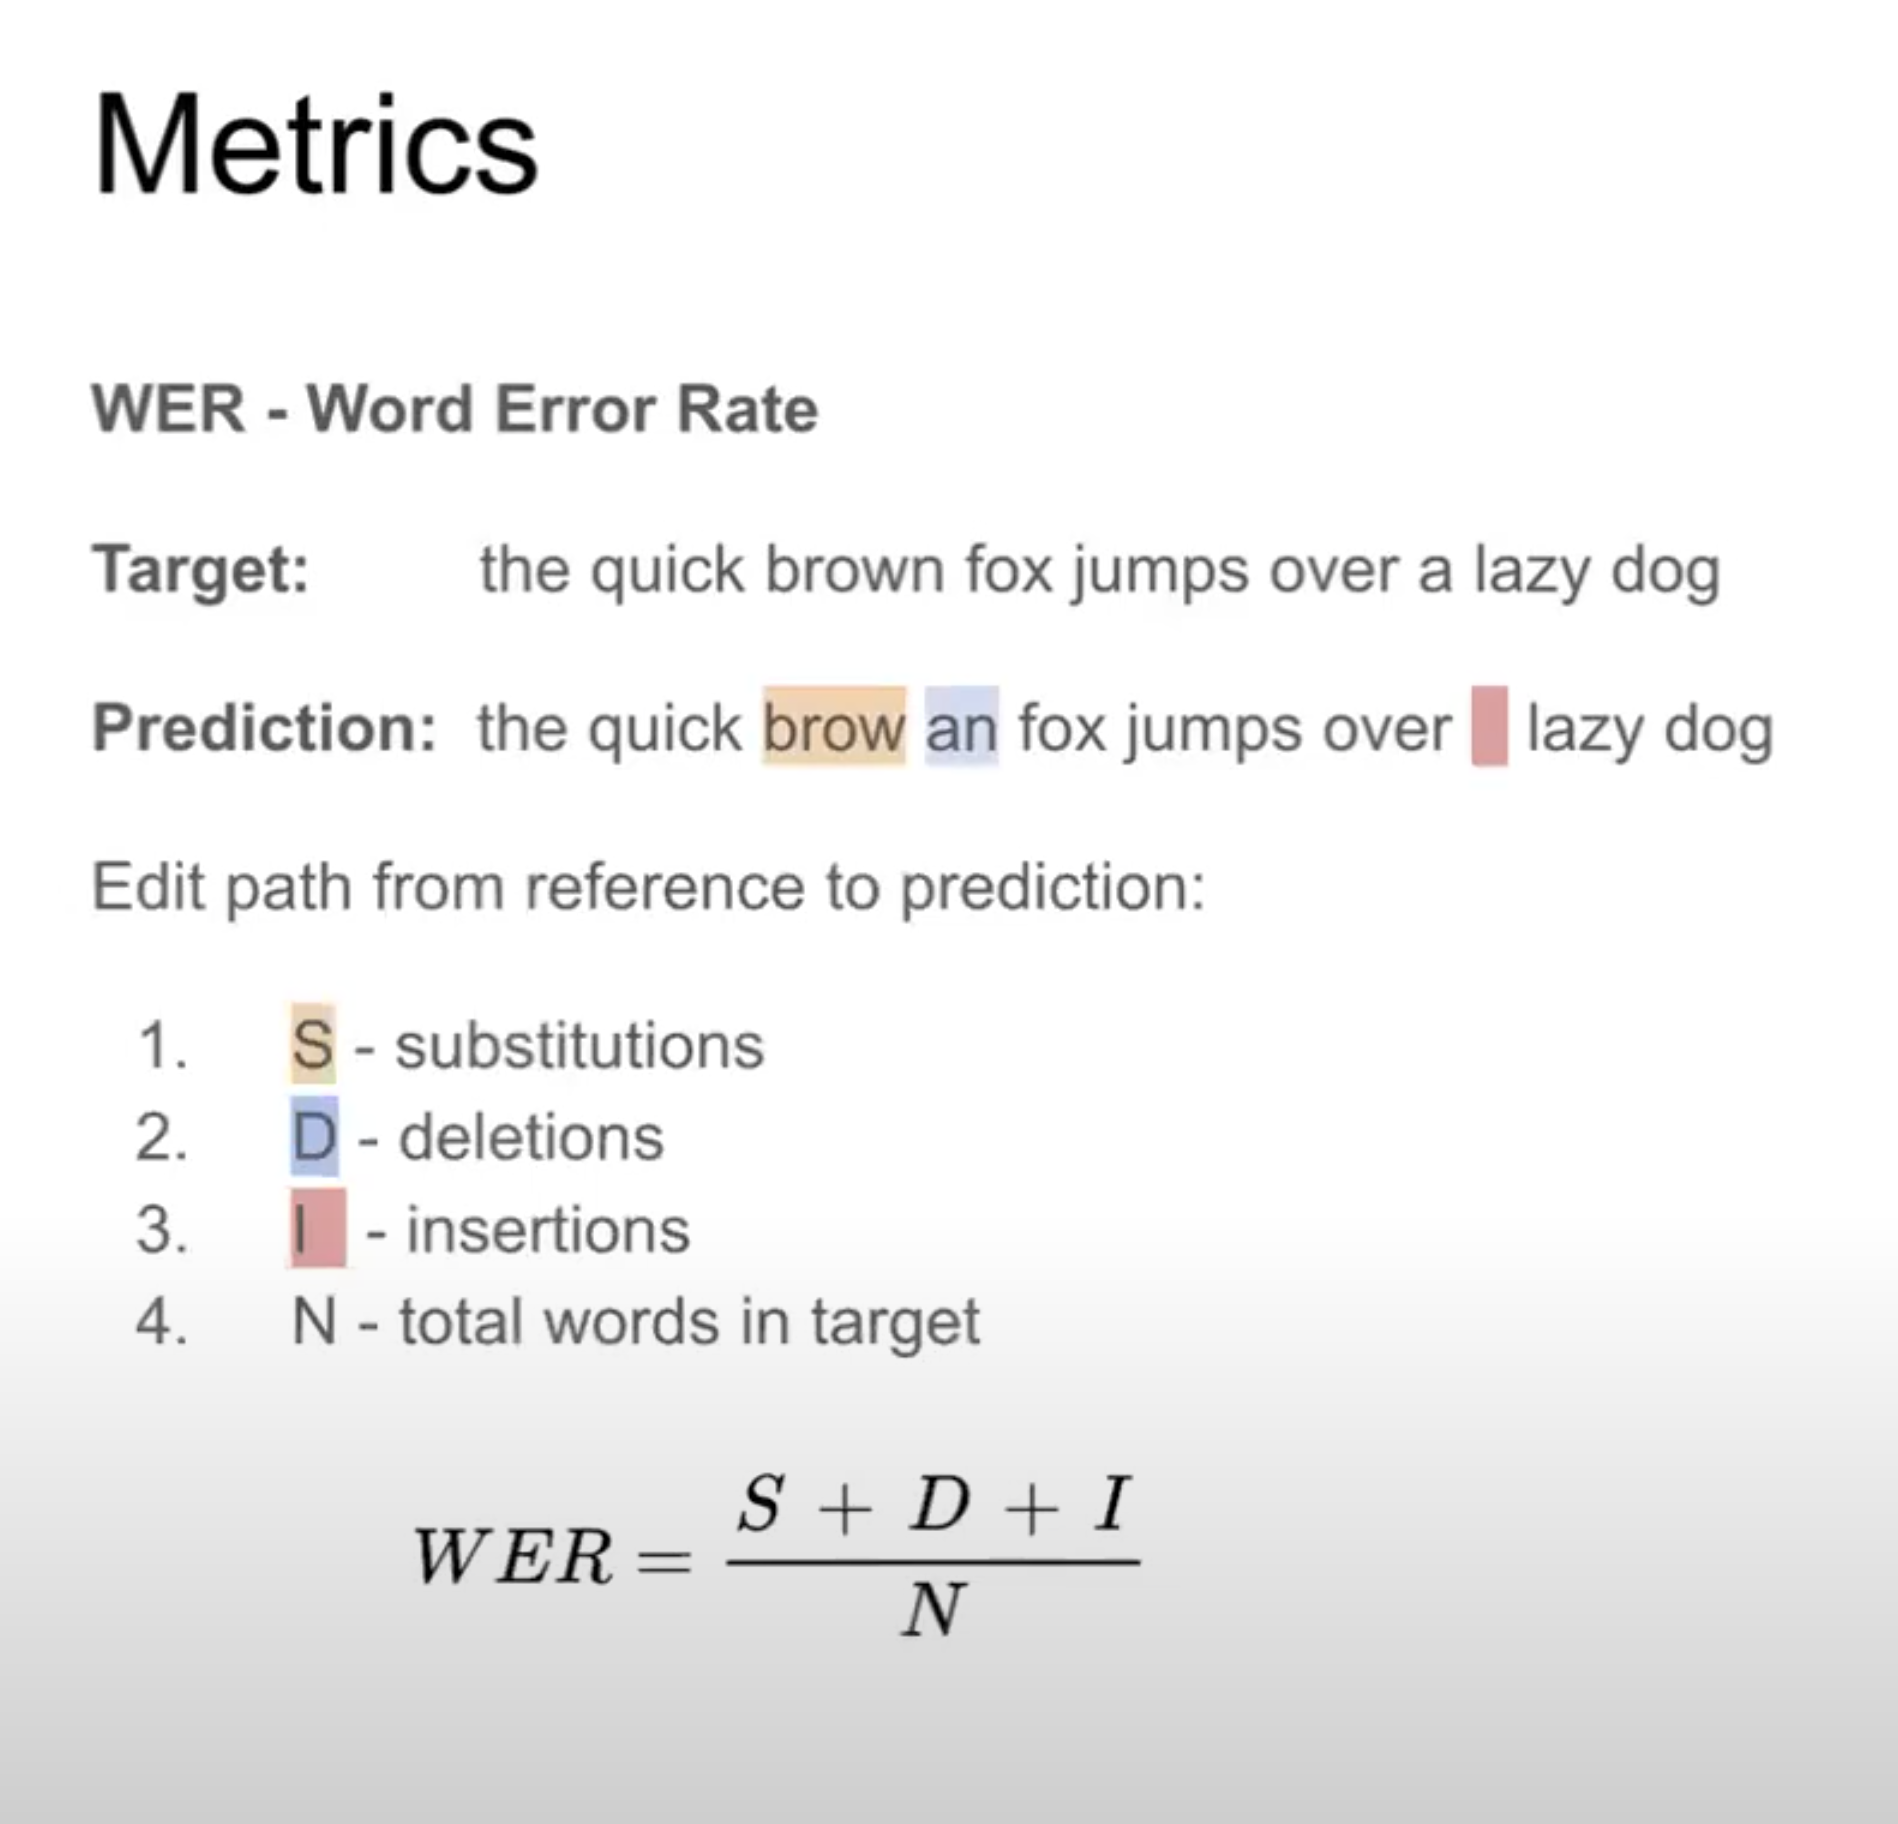 Metrics
WER - Word Error Rate
Target: the quick brown fox jumps over a lazy dog
Prediction: the quick brow an fox jumps over lazy dog
Edit path from reference to prediction:
1. S - substitutions
2. D - deletions
3. I - insertions
4. N - total words in target
WER = \frac{S + D + I}{N}